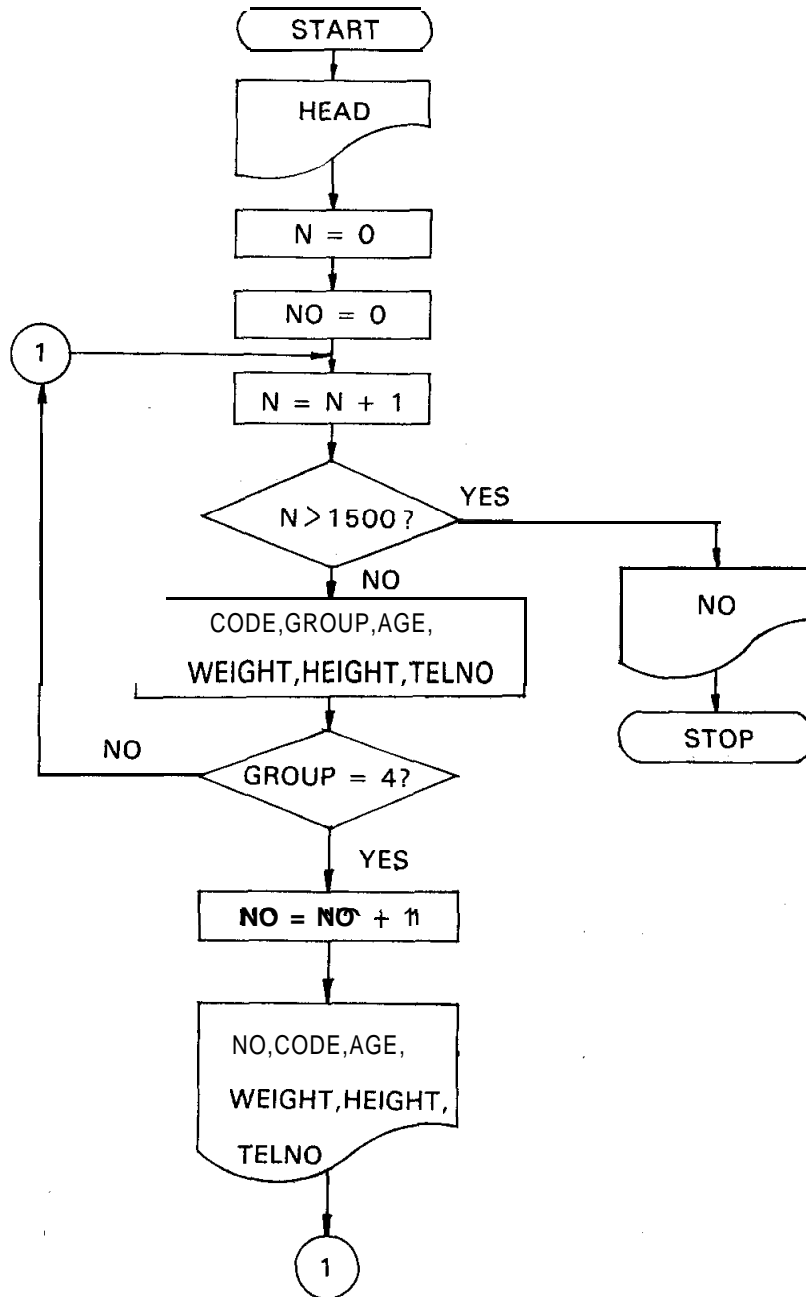 START
HEAD
N = 0
NO = 0
1
N = N + 1
N > 1500 ?
YES
NO
NO
CODE,GROUP,AGE,
WEIGHT,HEIGHT,TELNO
STOP
NO
GROUP = 4?
YES
NO = NO + 1
NO,CODE,AGE,
WEIGHT,HEIGHT,
TELNO
1